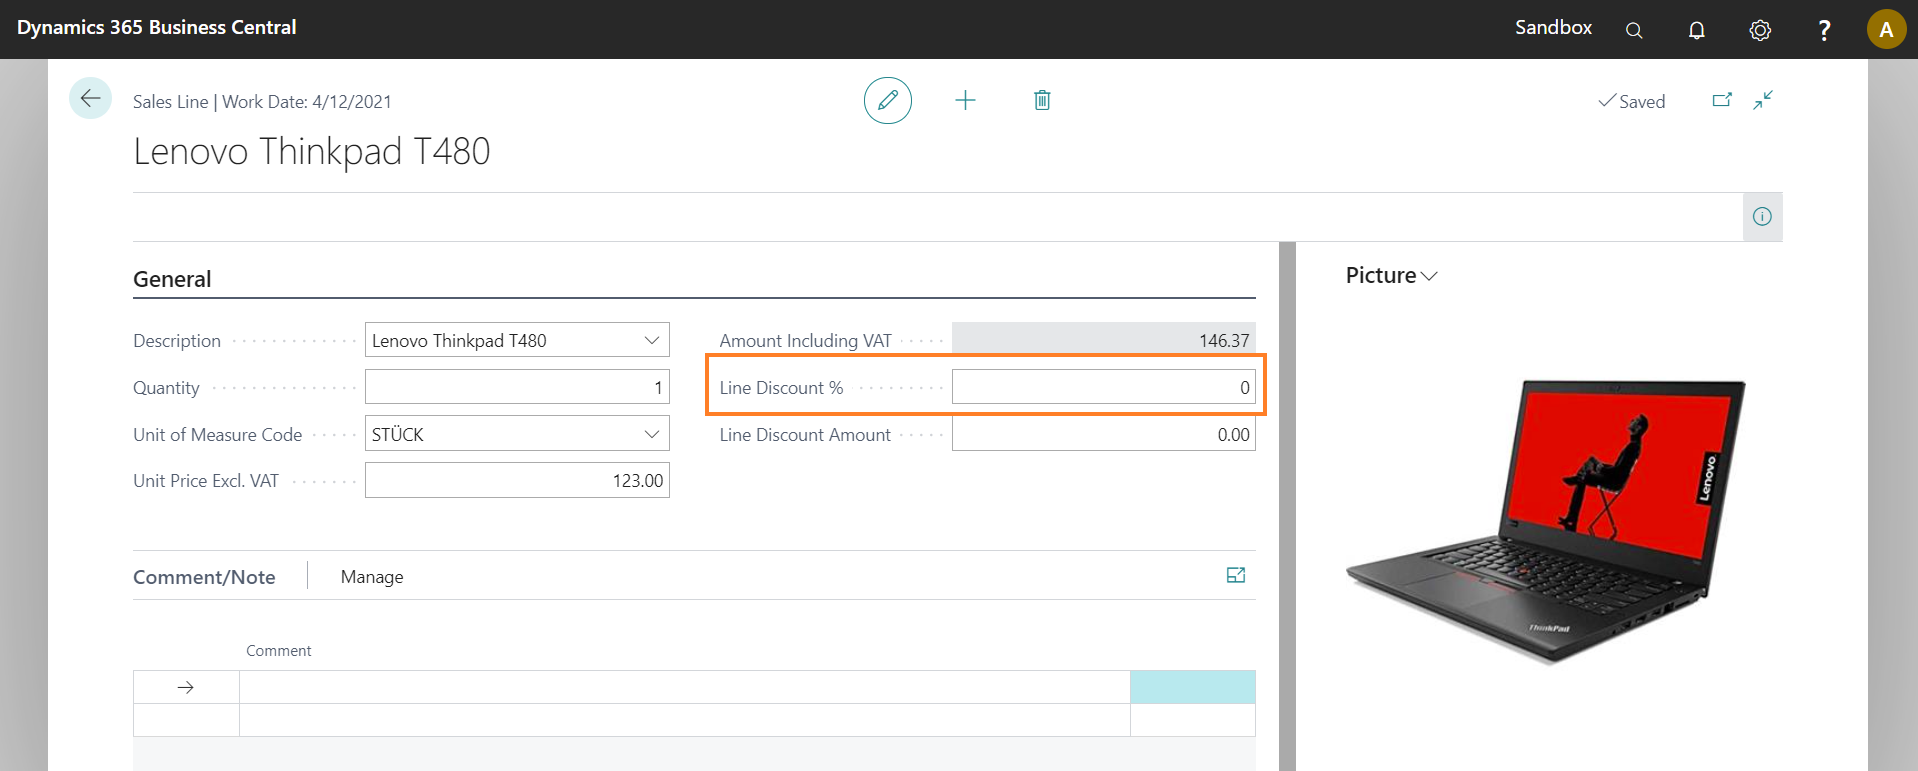 Dynamics 365 Business Central
Sandbox
?
A
Sales Line | Work Date: 4/12/2021
Saved
Lenovo Thinkpad T480
General
Description Lenovo Thinkpad T480
Quantity 1
Unit of Measure Code STÜCK
Unit Price Excl. VAT 123.00
Amount Including VAT 146.37
Line Discount % 0
Line Discount Amount 0.00
Picture
Lenovo
ThinkPad
Comment/Note Manage
Comment